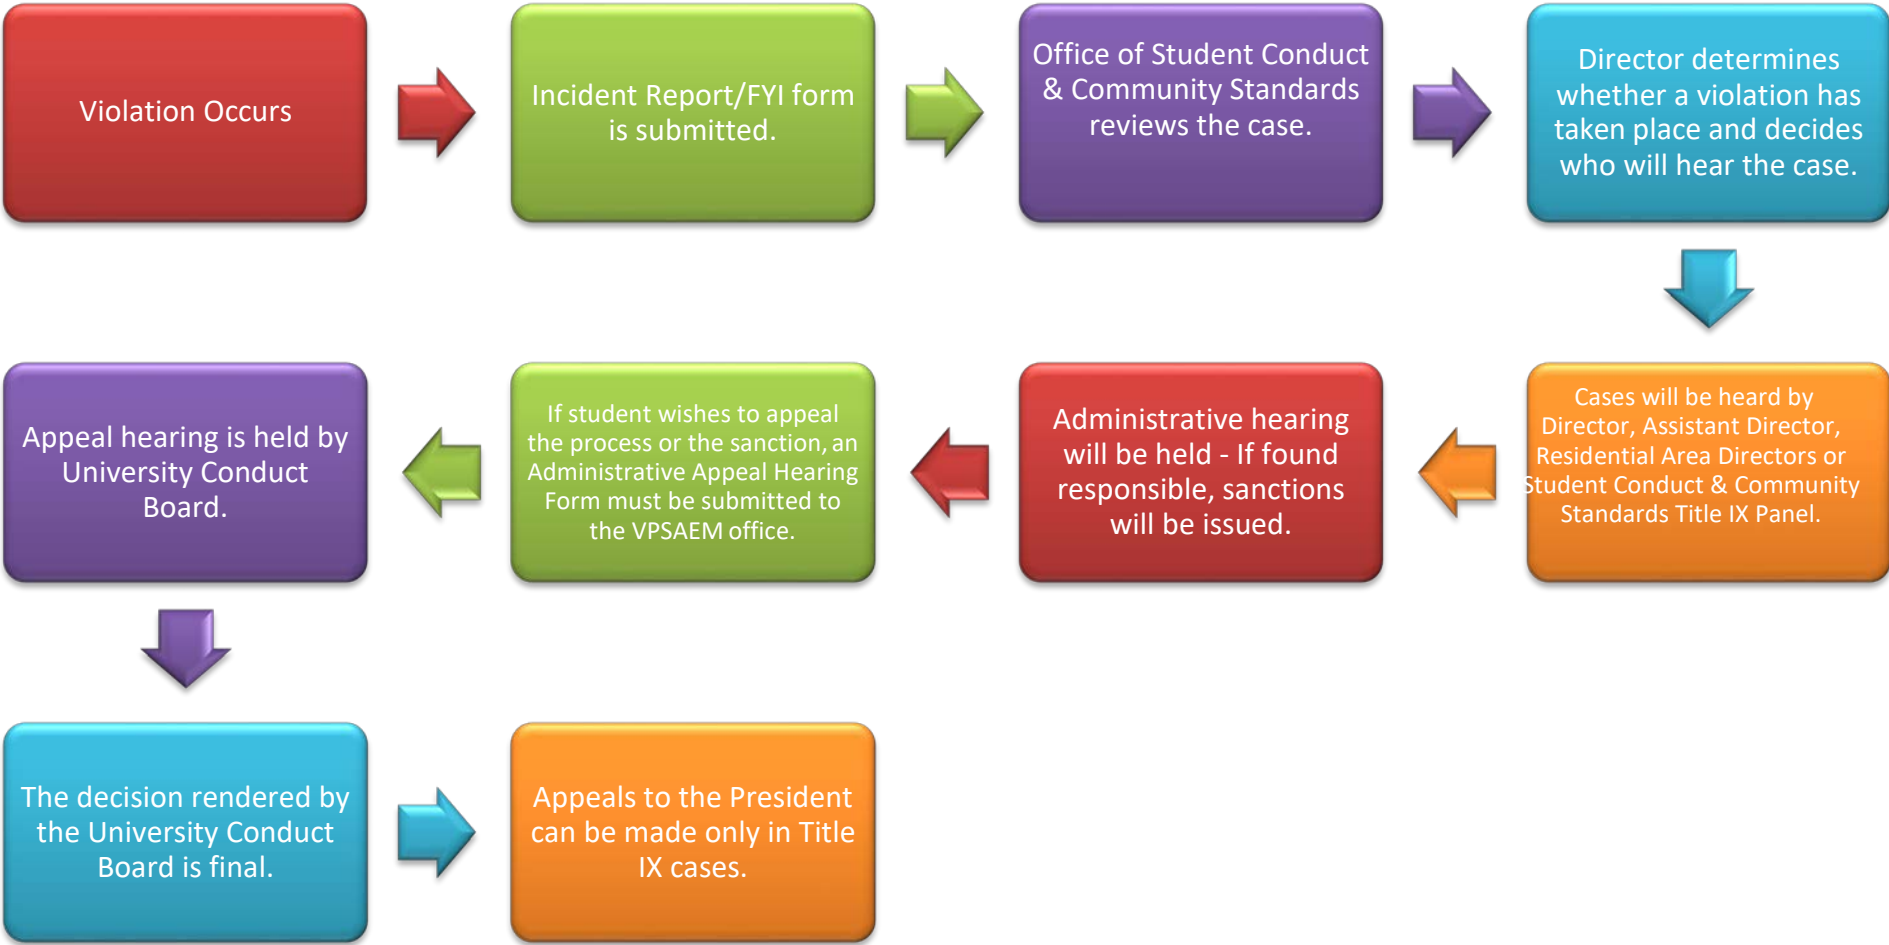 Violation Occurs
Incident Report/FYI form
is submitted.
Office of Student Conduct
& Community Standards
reviews the case.
Director determines
whether a violation has
taken place and decides
who will hear the case.
Cases will be heard by
Director, Assistant Director,
Residential Area Directors or
Student Conduct & Community
Standards Title IX Panel.
Administrative hearing
will be held - If found
responsible, sanctions
will be issued.
If student wishes to appeal
the process or the sanction, an
Administrative Appeal Hearing
Form must be submitted to
the VPSAEM office.
Appeal hearing is held by
University Conduct
Board.
The decision rendered by
the University Conduct
Board is final.
Appeals to the President
can be made only in Title
IX cases.